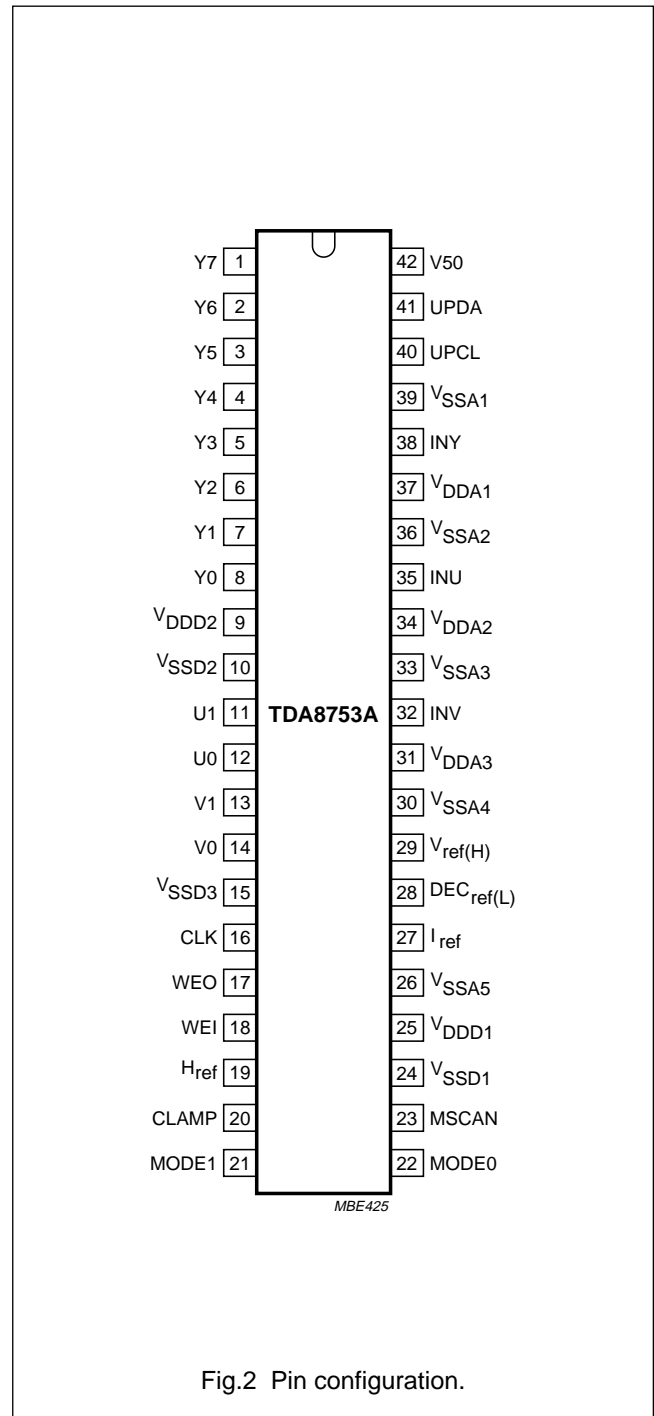 Y7 1 42 V50
Y6 2 41 UPDA
Y5 3 40 UPCL
Y4 4 39 VSSA1
Y3 5 38 INY
Y2 6 37 VDDA1
Y1 7 36 VSSA2
Y0 8 35 INU
VDDD2 9 34 VDDA2
VSSD2 10 33 VSSA3
U1 11 TDA8753A 32 INV
U0 12 31 VDDA3
V1 13 30 VSSA4
V0 14 29 Vref(H)
VSSD3 15 28 DECref(L)
CLK 16 27 Iref
WEO 17 26 VSSA5
WEI 18 25 VDDD1
Href 19 24 VSSD1
CLAMP 20 23 MSCAN
MODE1 21 22 MODE0
MBE425
Fig.2 Pin configuration.